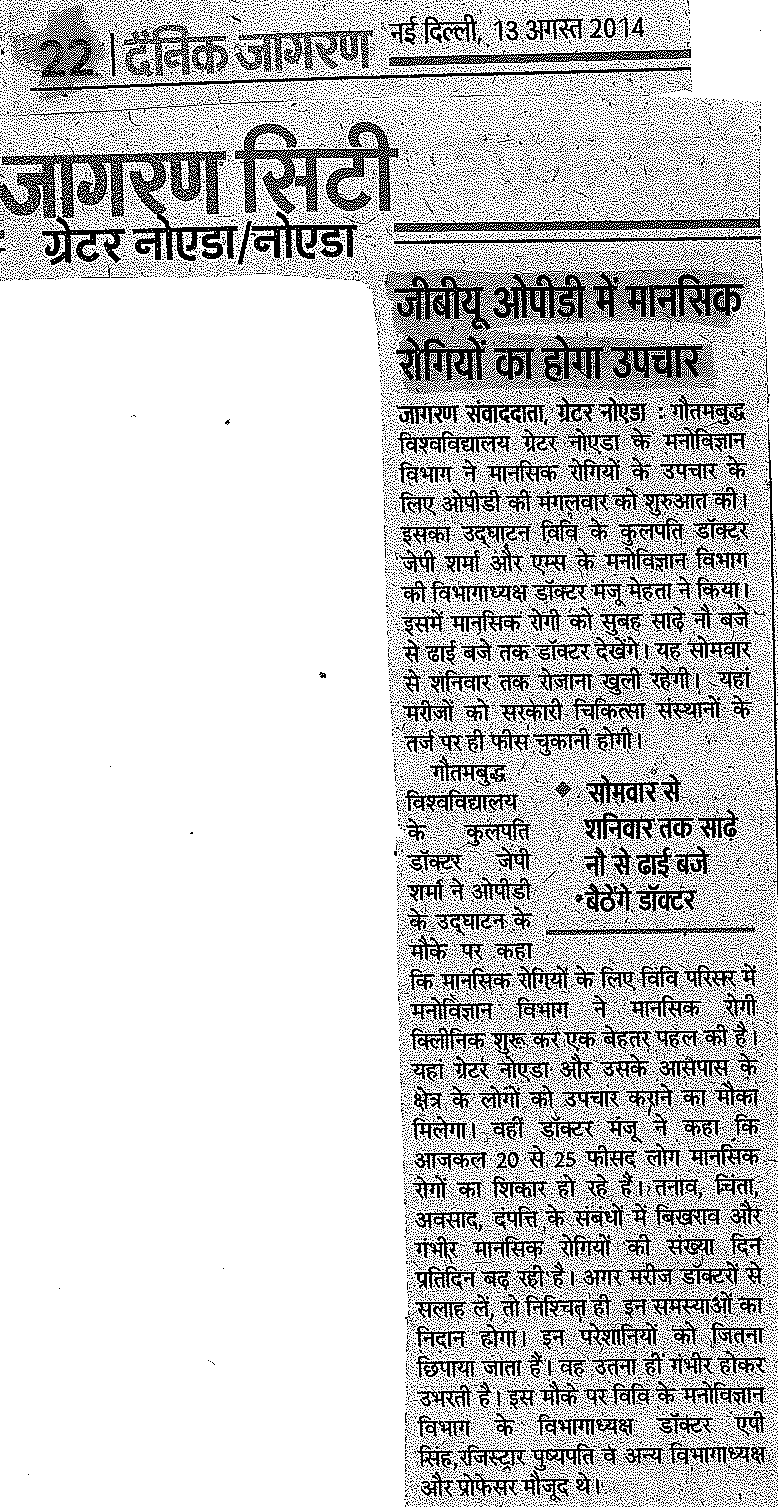 22 | दैनिक जागरण नई दिल्ली, 13 अगस्त 2014
जागरण सिटी
ग्रेटर नोएडा/नोएडा
जीबीयू ओपीडी में मानसिक
रोगियों का होगा उपचार
जागरण संवाददाता, ग्रेटर नोएडा : गौतमबुद्ध
विश्वविद्यालय ग्रेटर नोएडा के मनोविज्ञान
विभाग ने मानसिक रोगियों के उपचार के
लिए ओपीडी की मंगलवार को शुरुआत की।
इसका उद्घाटन विवि के कुलपति डॉक्टर
जेपी शर्मा और एम्स के मनोविज्ञान विभाग
की विभागाध्यक्ष डॉक्टर मंजू मेहता ने किया।
इसमें मानसिक रोगी को सुबह साढ़े नौ बजे
से ढाई बजे तक डॉक्टर देखेंगे। यह सोमवार
से शनिवार तक रोजाना खुली रहेगी। यहां
मरीजों को सरकारी चिकित्सा संस्थानों के
तर्ज पर ही फीस चुकानी होगी।
गौतमबुद्ध
विश्वविद्यालय
के कुलपति
डॉक्टर जेपी
शर्मा ने ओपीडी
के उद्घाटन के
मौके पर कहा
सोमवार से
शनिवार तक साढे
नौ से ढाई बजे
बैठेंगे डॉक्टर
कि मानसिक रोगियों के लिए विवि परिसर में
मनोविज्ञान विभाग ने मानसिक रोगी
क्लीनिक शुरू कर एक बेहतर पहल की है।
यहां ग्रेटर नोएडा और उसके आसपास के
क्षेत्र के लोगों को उपचार कराने का मौका
मिलेगा। वहीं डॉक्टर मंजू ने कहा कि
आजकल 20 से 25 फीसद लोग मानसिक
रोगों का शिकार हो रहे हैं। तनाव, चिंता,
अवसाद, दंपत्ति के संबंधों में बिखराव और
गंभीर मानसिक रोगियों की संख्या दिन
प्रतिदिन बढ़ रही है। अगर मरीज डॉक्टरों से
सलाह लें, तो निश्चित ही इन समस्याओं का
निदान होगा। इन परेशानियों को जितना
छिपाया जाता हैं। वह उतना ही गंभीर होकर
उभरती है। इस मौके पर विवि के मनोविज्ञान
विभाग के विभागाध्यक्ष डॉक्टर एपी
सिंह,रजिस्ट्रार पुष्यपति व अन्य विभागाध्यक्ष
और प्रोफेसर मौजूद थे।